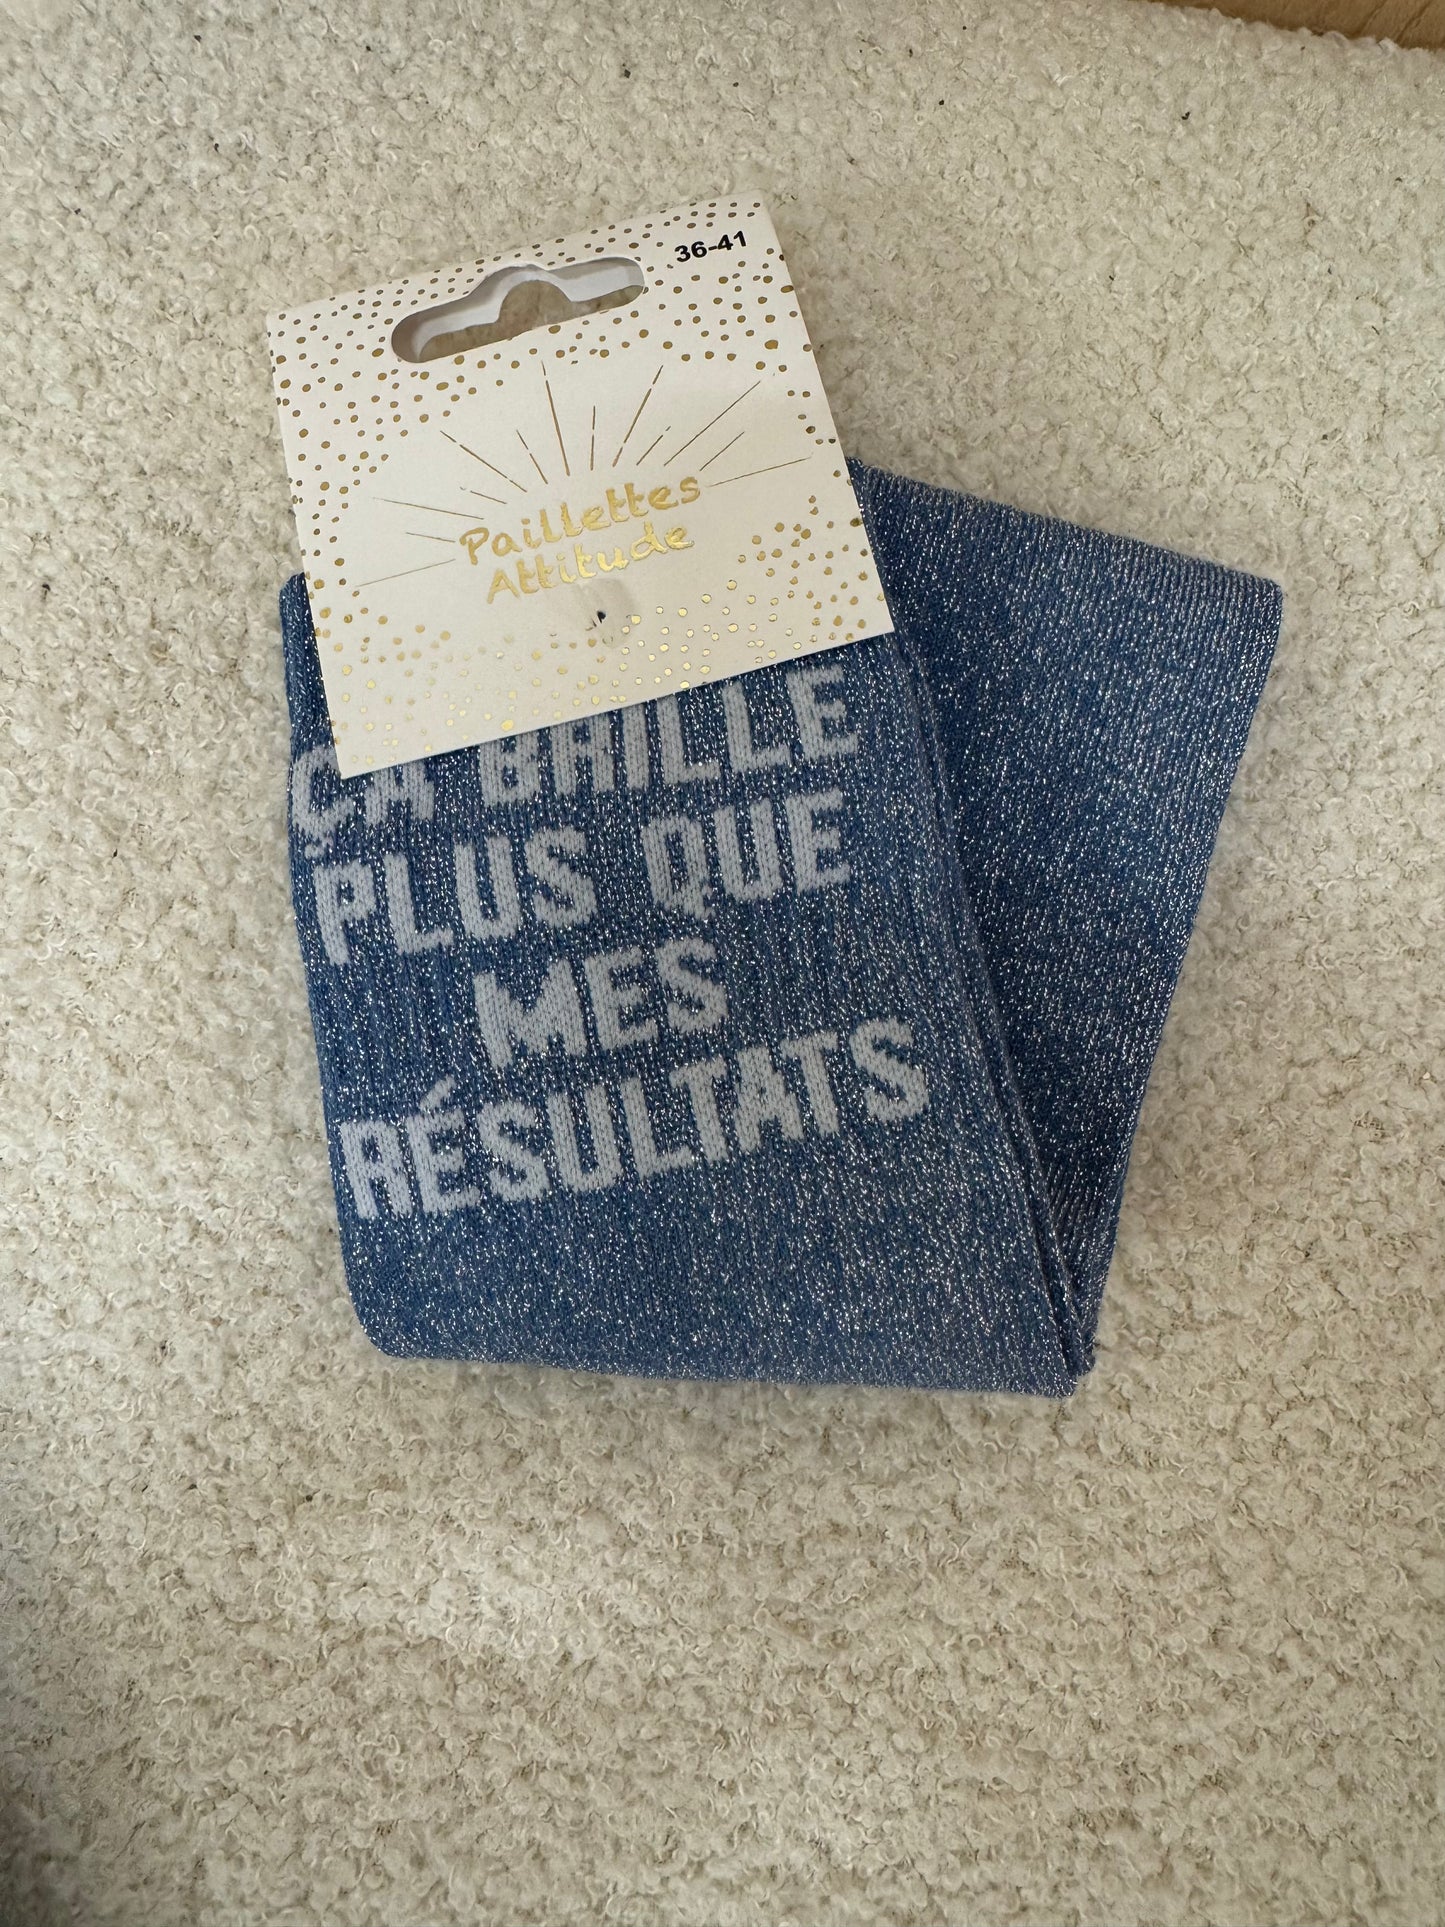 36-41
Paillettes
Attitude
ÇA BRILLE
PLUS QUE
MES
RÉSULTATS